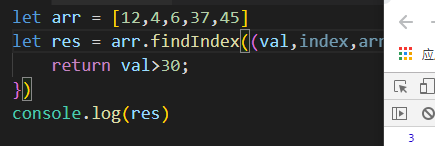 let arr = [12,4,6,37,45]
let res = arr.findIndex((val,index,arr
return val>30;
})
console.log(res)
应
3